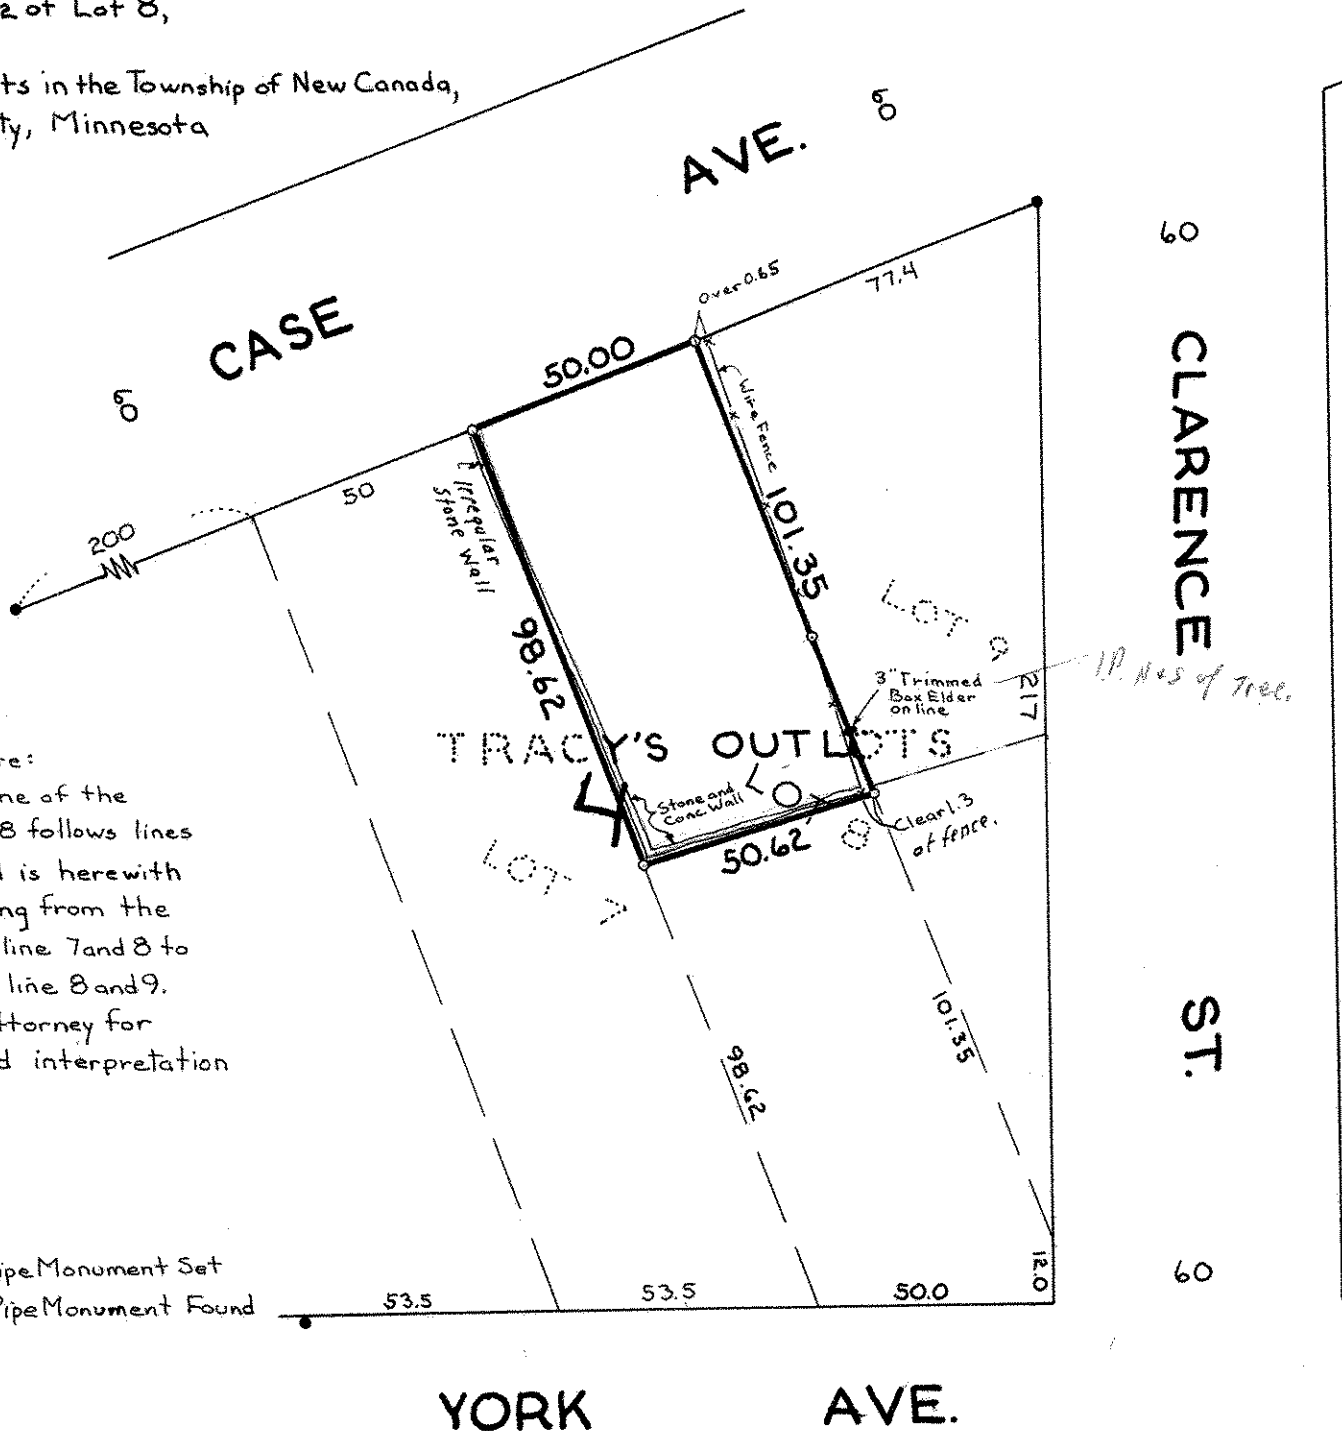 2 of Lot 8,
ts in the Township of New Canada,
ty, Minnesota
AVE.
60
CASE
Over 0.65
77.4
50.00
CLARENCE
Wire Fence
50
Irregular
Stone Wall
200
101.35
LOT 9
98.62
3" Trimmed
Box Elder
on line
217
I.P. N&S of Tree.
TRACY'S OUTLOTS
re:
ne of the
8 follows lines
d is herewith
ng from the
line 7 and 8 to
line 8 and 9.
ttorney for
d interpretation
Stone and
Conc. Wall
LO 8
50.62'
Clear 1.3
of fence.
LOT 7
101.35
98.62
ST.
ipe Monument Set
Pipe Monument Found
53.5
53.5
50.0
12.0
60
YORK AVE.